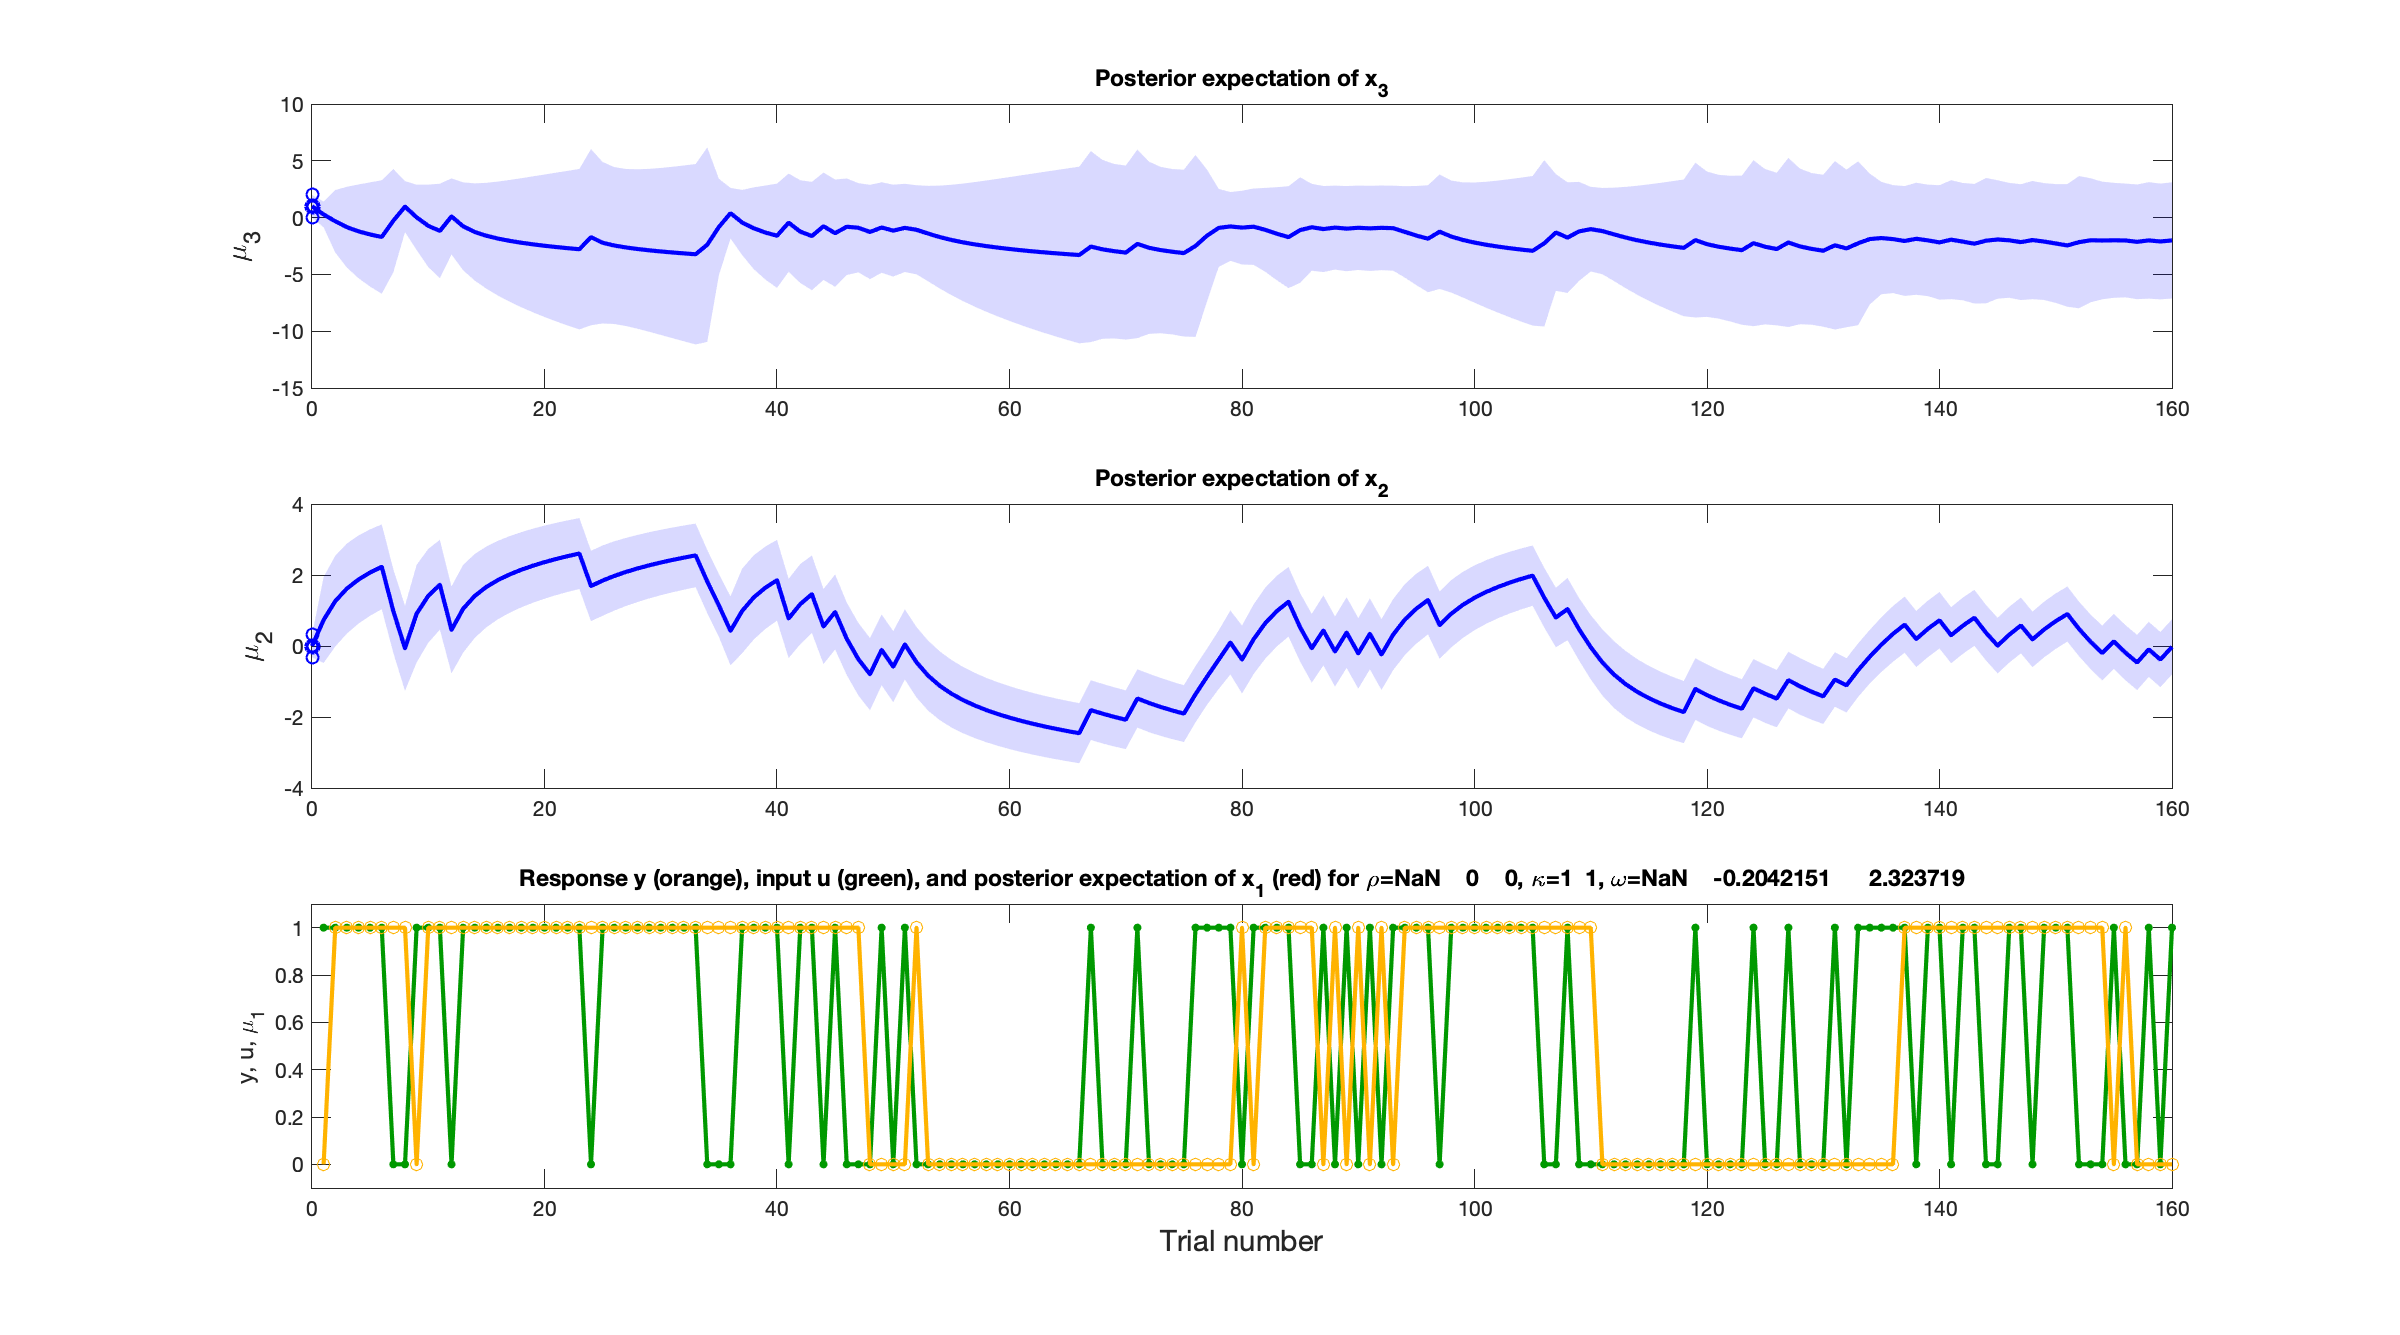 Posterior expectation of x3
10
5
0
-5
-10
-15
μ3
0 20 40 60 80 100 120 140 160
Posterior expectation of x2
4
2
0
-2
-4
μ2
0 20 40 60 80 100 120 140 160
Response y (orange), input u (green), and posterior expectation of x1 (red) for ρ=NaN 0 0, κ=1 1, ω=NaN -0.2042151 2.323719
1
0.8
0.6
0.4
0.2
0
y, u, μ1
0 20 40 60 80 100 120 140 160
Trial number